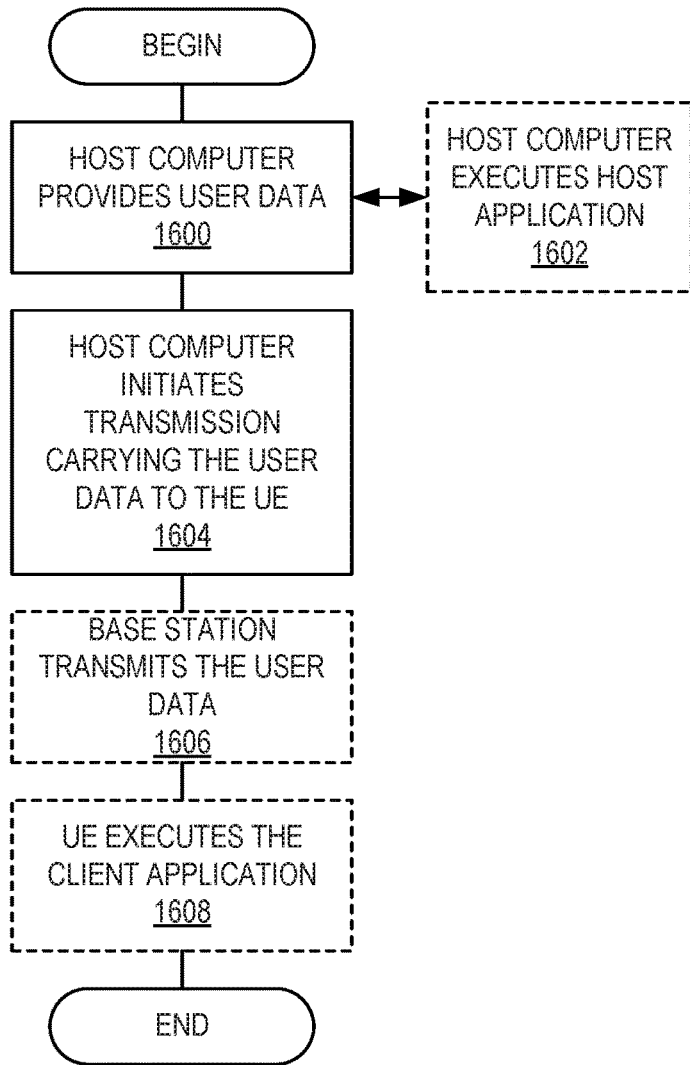 BEGIN
HOST COMPUTER
PROVIDES USER DATA
1600
HOST COMPUTER
EXECUTES HOST
APPLICATION
1602
HOST COMPUTER
INITIATES
TRANSMISSION
CARRYING THE USER
DATA TO THE UE
1604
BASE STATION
TRANSMITS THE USER
DATA
1606
UE EXECUTES THE
CLIENT APPLICATION
1608
END